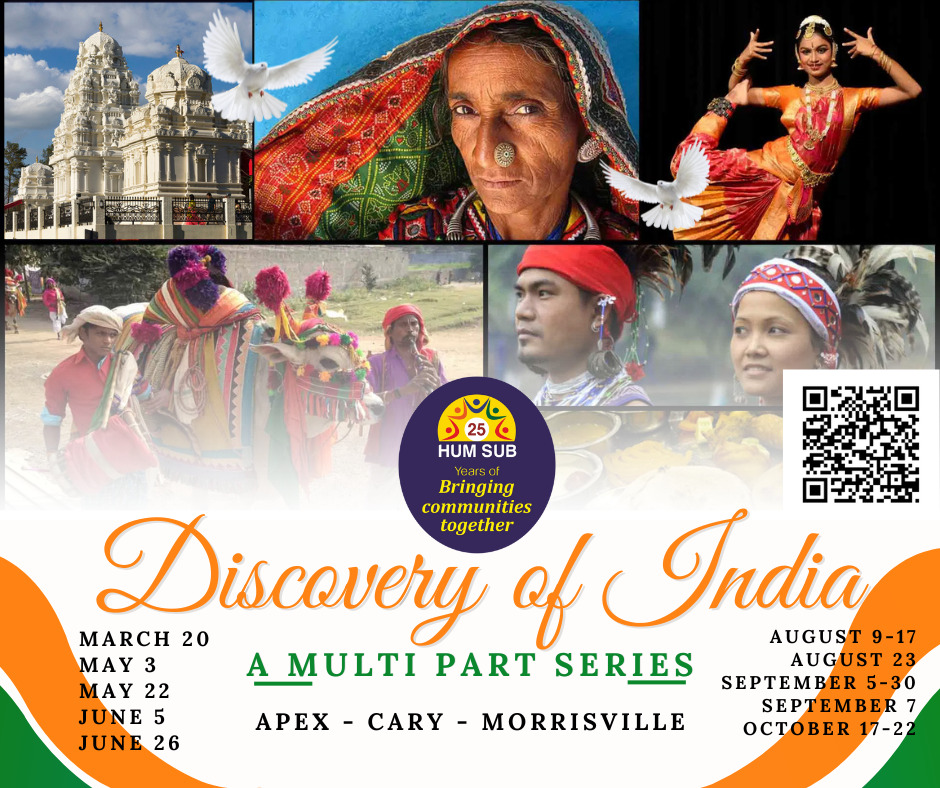 25
HUM SUB
Years of
Bringing
communities
together
Discovery of India
MARCH 20
MAY 3
MAY 22
JUNE 5
JUNE 26
A MULTI PART SERIES
APEX - CARY - MORRISVILLE
AUGUST 9-17
AUGUST 23
SEPTEMBER 5-30
SEPTEMBER 7
OCTOBER 17-22